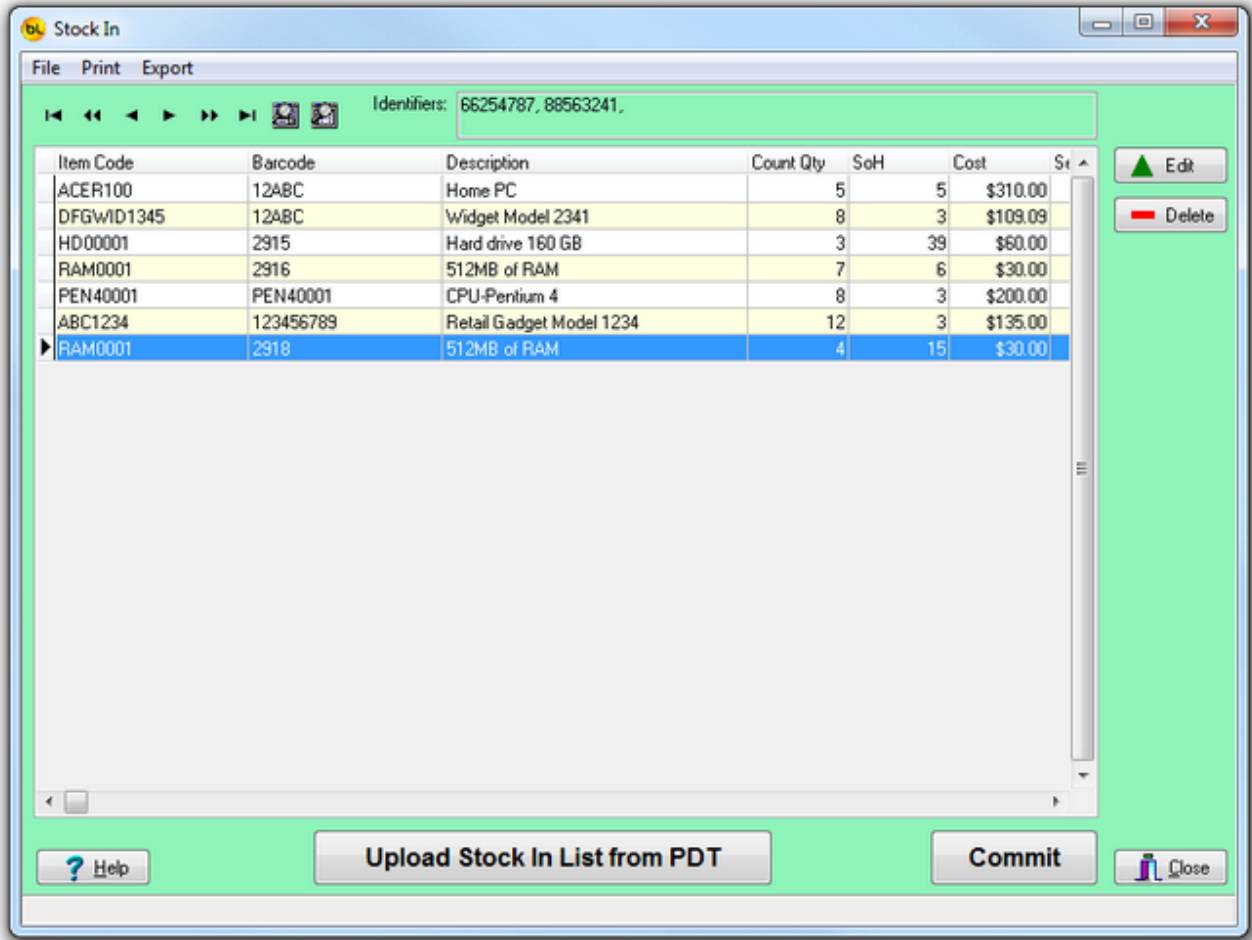 bL Stock In
File Print Export
Identifiers: 66254787, 88563241,
Item Code Barcode Description Count Qty SoH Cost Se
ACER100 12ABC Home PC 5 5 $310.00
DFGWID1345 12ABC Widget Model 2341 8 3 $109.09
HD00001 2915 Hard drive 160 GB 3 39 $60.00
RAM0001 2916 512MB of RAM 7 6 $30.00
PEN40001 PEN40001 CPU-Pentium 4 8 3 $200.00
ABC1234 123456789 Retail Gadget Model 1234 12 3 $135.00
RAM0001 2918 512MB of RAM 4 15 $30.00
Edit
Delete
Help
Upload Stock In List from PDT
Commit
Close